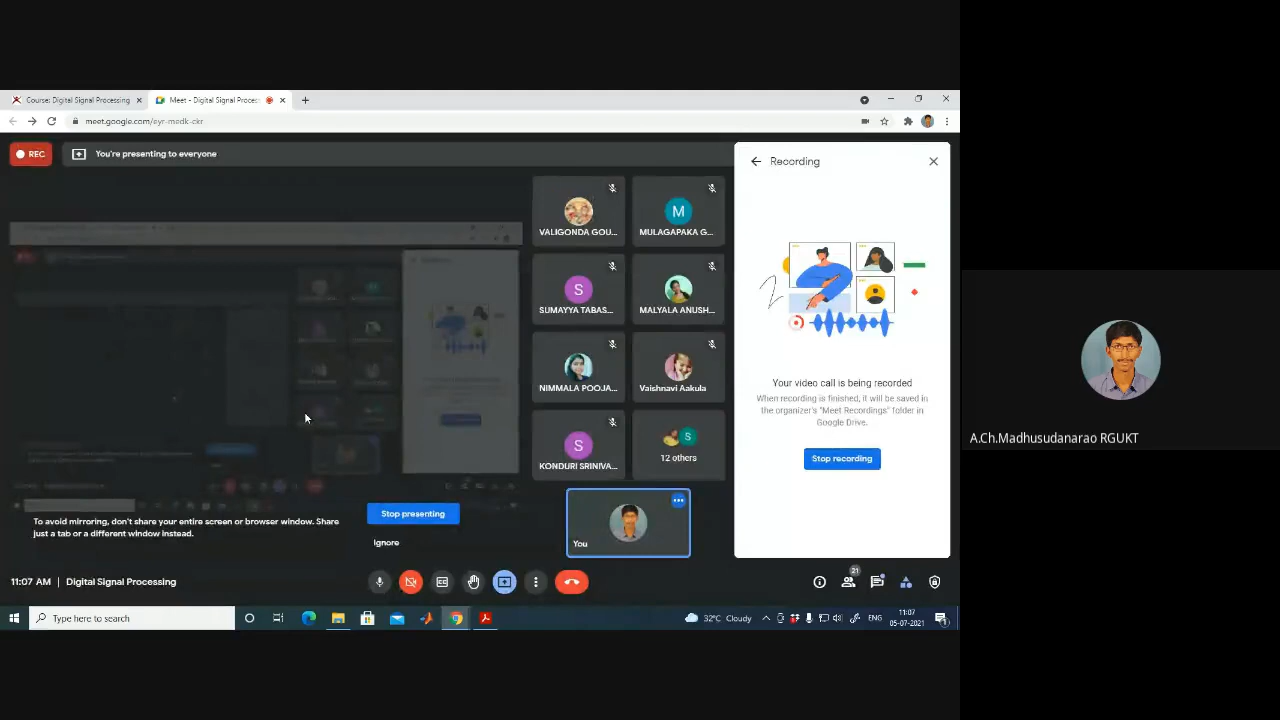 Course: Digital Signal Processing
Meet - Digital Signal Proces
meet.google.com/eyr-medk-ckr
REC
You're presenting to everyone
Recording
VALIGONDA GOU...
MULAGAPAKA G...
SUMAYYA TABAS...
MALYALA ANUSH...
NIMMALA POOJA...
Vaishnavi Aakula
KONDURI SRINIVA...
12 others
M
S
S
S
2
Your video call is being recorded
When recording is finished, it will be saved in
the organizer's "Meet Recordings" folder in
Google Drive.
Stop recording
A.Ch.Madhusudanarao RGUKT
To avoid mirroring, don't share your entire screen or browser window. Share
just a tab or a different window instead.
Stop presenting
Ignore
You
11:07 AM | Digital Signal Processing
21
Type here to search
32°C Cloudy
ENG
11:07
05-07-2021